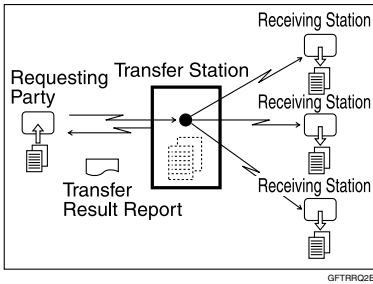 Receiving Station
Transfer Station
Requesting
Party
Receiving Station
Transfer
Result Report
Receiving Station
GFTRRQ2E